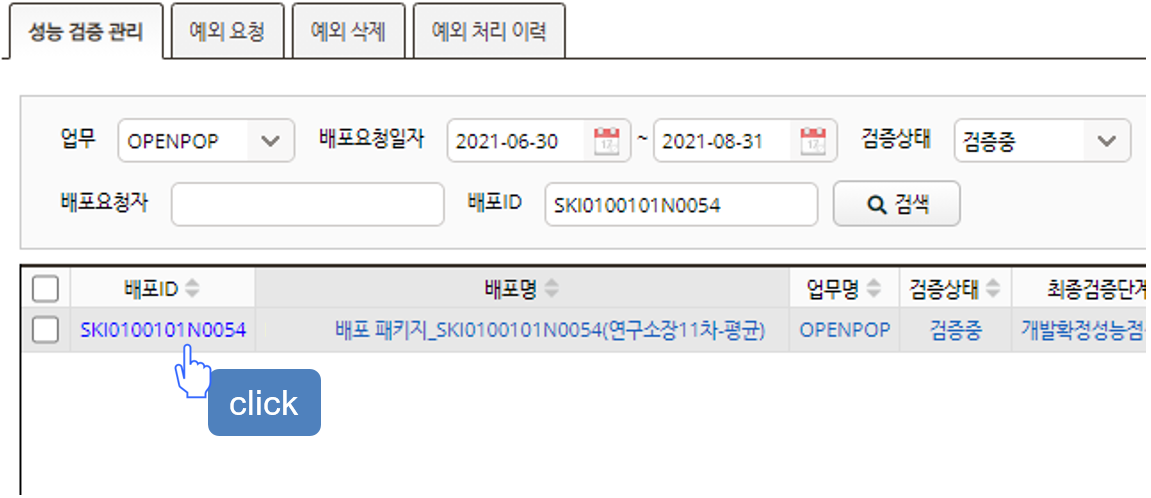 성능 검증 관리 예외 요청 예외 삭제 예외 처리 이력
업무 OPENPOP 배포요청일자 2021-06-30 ~ 2021-08-31 검증상태 검증중
배포요청자 배포ID SKI0100101N0054 검색
배포ID 배포명 업무명 검증상태 최종검증단계
SKI0100101N0054 배포 패키지_SKI0100101N0054(연구소장11차-평균) OPENPOP 검증중 개발확정성능점
click